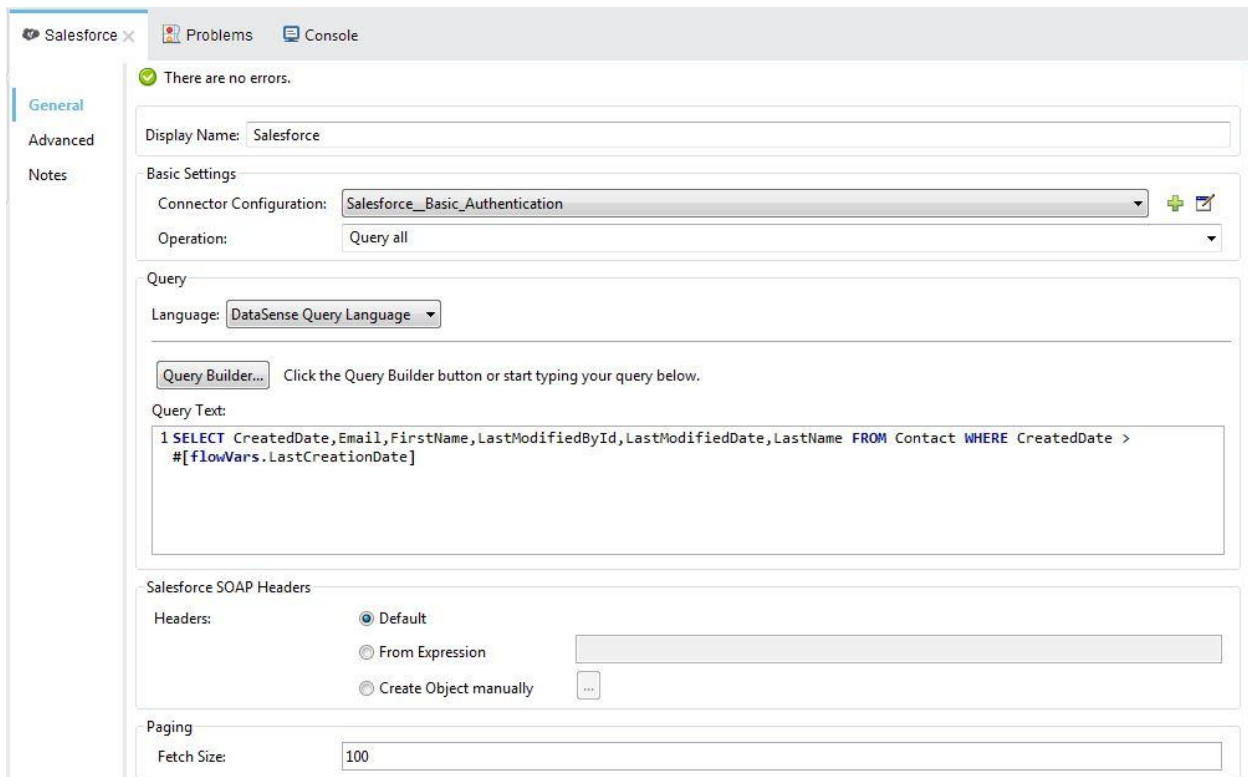 Salesforce Problems Console
There are no errors.
General
Advanced
Notes
Display Name: Salesforce
Basic Settings
Connector Configuration: Salesforce__Basic_Authentication
Operation: Query all
Query
Language: DataSense Query Language
Query Builder... Click the Query Builder button or start typing your query below.
Query Text:
1 SELECT CreatedDate,Email,FirstName,LastModifiedById,LastModifiedDate,LastName FROM Contact WHERE CreatedDate >
#[flowVars.LastCreationDate]
Salesforce SOAP Headers
Headers: Default
From Expression
Create Object manually ...
Paging
Fetch Size: 100